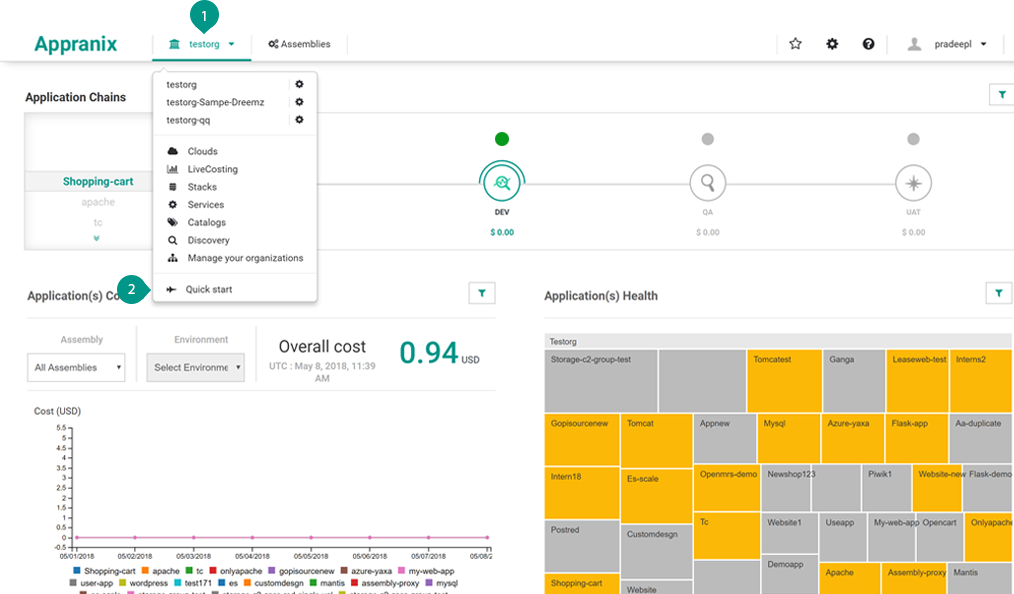 1
Appranix
testorg
Assemblies
pradeepl
testorg
testorg-Sampe-Dreemz
testorg-qq
Clouds
LiveCosting
Stacks
Services
Catalogs
Discovery
Manage your organizations
2
Quick start
Application Chains
Shopping-cart
apache
tc
DEV
$ 0.00
QA
$ 0.00
UAT
$ 0.00
Application(s) Co
Assembly
All Assemblies
Environment
Select Environme
Overall cost
UTC : May 8, 2018, 11:39
AM
0.94 USD
Cost (USD)
5.5
5
4.5
4
3.5
3
2.5
2
1.5
1
0.5
0
-0.5
05/01/2018 05/02/2018 05/03/2018 05/04/2018 05/05/2018 05/06/2018 05/07/2018 05/08/2
Shopping-cart apache tc onlyapache gopisourcenew azure-yaxa my-web-app
user-app wordpress test171 es customdesgn mantis assembly-proxy mysql
Application(s) Health
Testorg
Storage-c2-group-test Tomcatest Ganga Leaseweb-test Interns2
Gopisourcenew Tomcat Appnew Mysql Azure-yaxa Flask-app Aa-duplicate
Intern18 Es-scale Openmrs-demo Newshop123 Piwik1 Website-new Flask-demo
Postred Customdesgn Tc Website1 Useapp My-web-app Opencart Onlyapache
Demoapp
Shopping-cart Website Apache Assembly-proxy Mantis